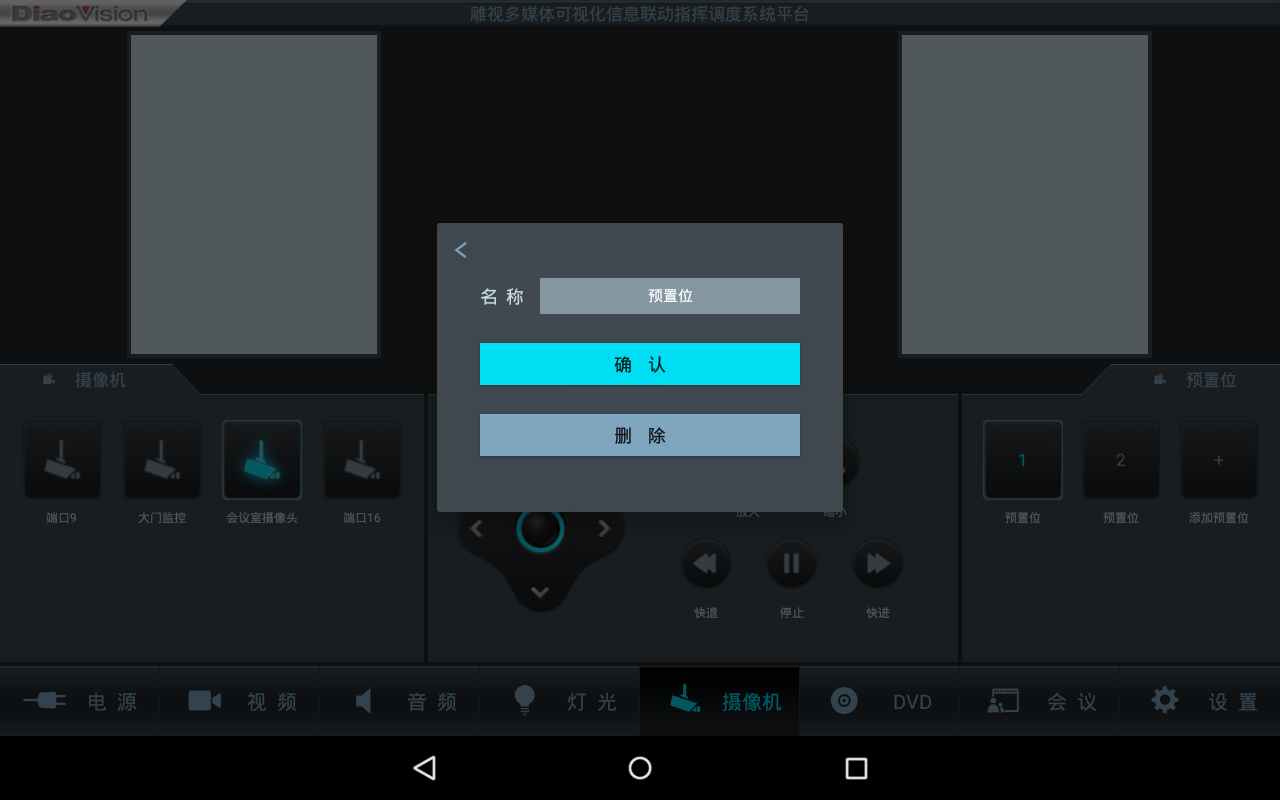 DiaoVision
雕视多媒体可视化信息联动指挥调度系统平台
名 称
预置位
确 认
删 除
摄像机
预置位
端口9
大门监控
会议室摄像头
端口16
放大
缩小
快退
停止
快进
1
2
+
预置位
预置位
添加预置位
电 源
视 频
音 频
灯 光
摄像机
DVD
会 议
设 置